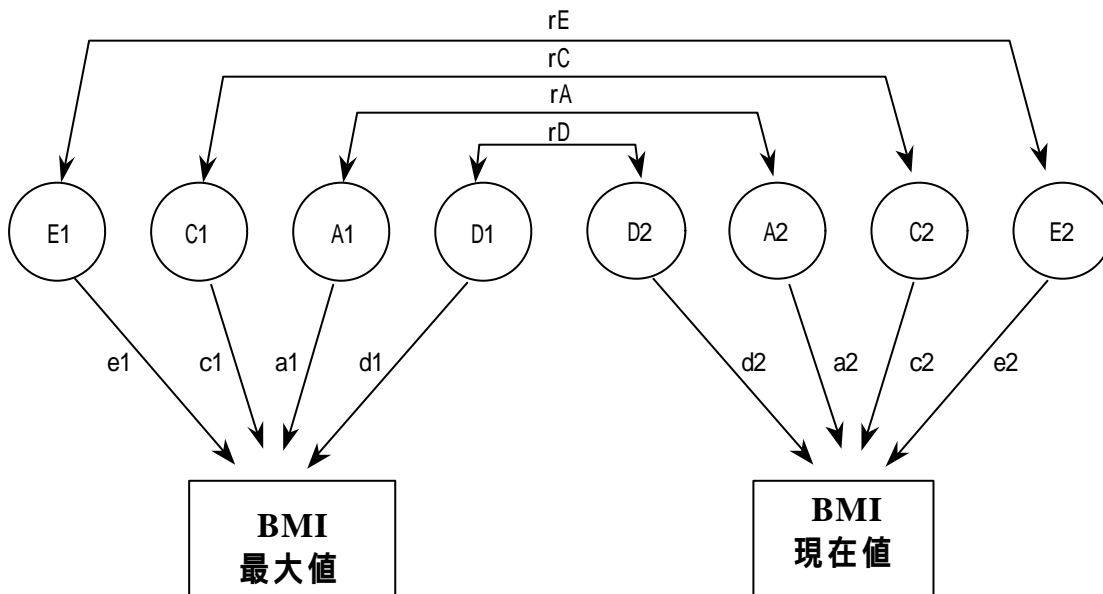 rE
rC
rA
rD
E1 C1 A1 D1 D2 A2 C2 E2
e1 c1 a1 d1 d2 a2 c2 e2
BMI
最大値
BMI
現在値